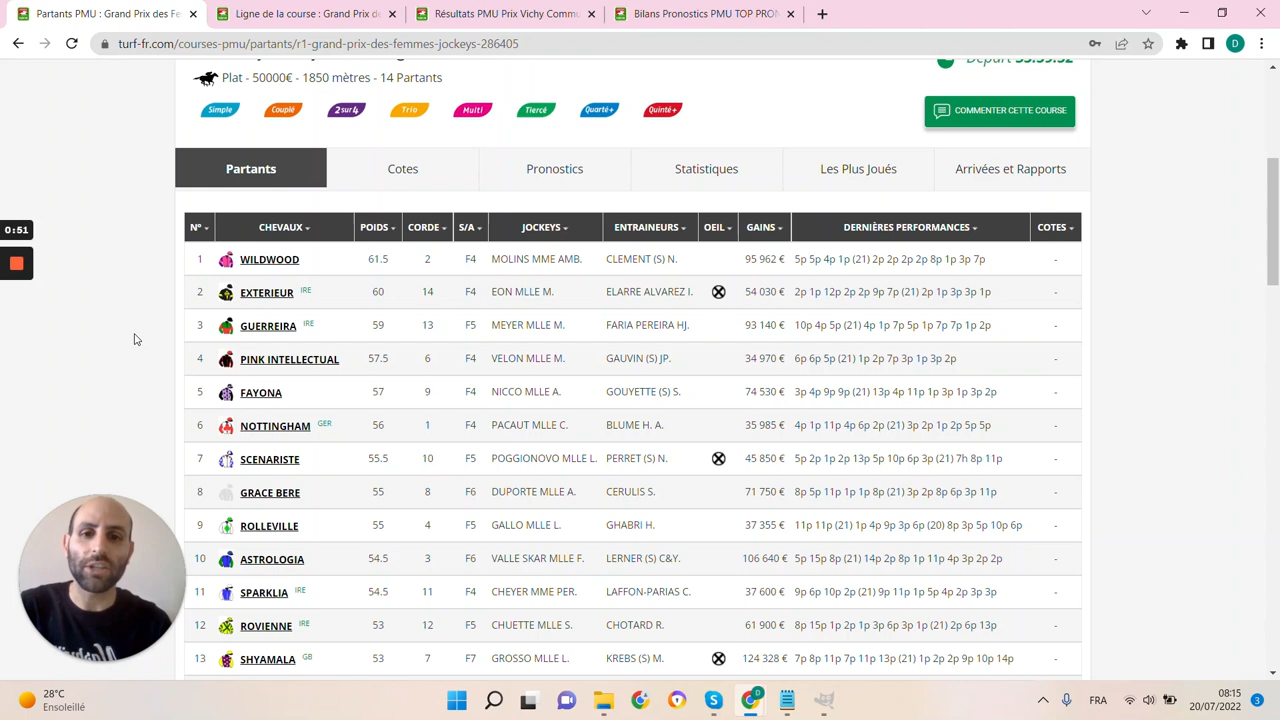 Partants PMU : Grand Prix des Fe
Ligne de la course : Grand Prix de
Résultats PMU Prix Vichy Commu
Bilans Pronostics PMU TOP PRON
turf-fr.com/courses-pmu/partants/r1-grand-prix-des-femmes-jockeys-386405
D
Plat - 50000€ - 1850 mètres - 14 Partants
Départ
Simple Couplé 2sur4 Trio Multi Tiercé Quarté+ Quinté+
COMMENTER CETTE COURSE
Partants Cotes Pronostics Statistiques Les Plus Joués Arrivées et Rapports
0:51
N° CHEVAUX POIDS CORDE S/A JOCKEYS ENTRAINEURS OEIL GAINS DERNIÈRES PERFORMANCES COTES
1 WILDWOOD 61.5 2 F4 MOLINS MME AMB. CLEMENT (S) N. 95 962 € 5p 5p 4p 1p (21) 2p 2p 2p 2p 8p 1p 3p 7p -
2 EXTERIEUR IRE 60 14 F4 EON MLLE M. ELARRE ALVAREZ I. 54 030 € 2p 1p 12p 2p 2p 9p 7p (21) 2p 1p 3p 3p 1p -
3 GUERREIRA IRE 59 13 F5 MEYER MLLE M. FARIA PEREIRA HJ. 93 140 € 10p 4p 5p (21) 4p 1p 7p 5p 1p 7p 7p 1p 2p -
4 PINK INTELLECTUAL 57.5 6 F4 VELON MLLE M. GAUVIN (S) JP. 34 970 € 6p 6p 5p (21) 1p 2p 7p 3p 1p 3p 2p -
5 FAYONA 57 9 F4 NICCO MLLE A. GOUYETTE (S) S. 74 530 € 3p 4p 9p 9p (21) 13p 4p 11p 1p 3p 1p 3p 2p -
6 NOTTINGHAM GER 56 1 F4 PACAUT MLLE C. BLUME H. A. 35 985 € 4p 1p 11p 4p 6p 2p (21) 3p 2p 1p 2p 5p 5p -
7 SCENARISTE 55.5 10 F5 POGGIONOVO MLLE L. PERRET (S) N. 45 850 € 5p 2p 1p 2p 13p 5p 10p 6p 3p (21) 7h 8p 11p -
8 GRACE BERE 55 8 F6 DUPORTE MLLE A. CERULIS S. 71 750 € 8p 5p 11p 1p 1p 8p (21) 3p 2p 8p 6p 3p 11p -
9 ROLLEVILLE 55 4 F5 GALLO MLLE L. GHABRI H. 37 355 € 11p 11p (21) 1p 4p 9p 3p 6p (20) 8p 3p 5p 10p 6p -
10 ASTROLOGIA 54.5 3 F6 VALLE SKAR MLLE F. LERNER (S) C&Y. 106 640 € 5p 15p 8p (21) 14p 2p 8p 1p 11p 4p 3p 2p 2p -
11 SPARKLIA IRE 54.5 11 F4 CHEYER MME PER. LAFFON-PARIAS C. 37 600 € 9p 6p 10p 2p (21) 9p 11p 1p 5p 4p 2p 3p 3p -
12 ROVIENNE IRE 53 12 F5 CHUETTE MLLE S. CHOTARD R. 61 900 € 8p 15p 1p 2p 1p 3p 6p 1p (21) 2p 6p 13p -
13 SHYAMALA GB 53 7 F7 GROSSO MLLE L. KREBS (S) M. 124 328 € 7p 8p 11p 7p 11p 13p (21) 1p 2p 2p 9p 10p 14p -
28°C
Ensoleillé
D
FRA
08:15
20/07/2022
3